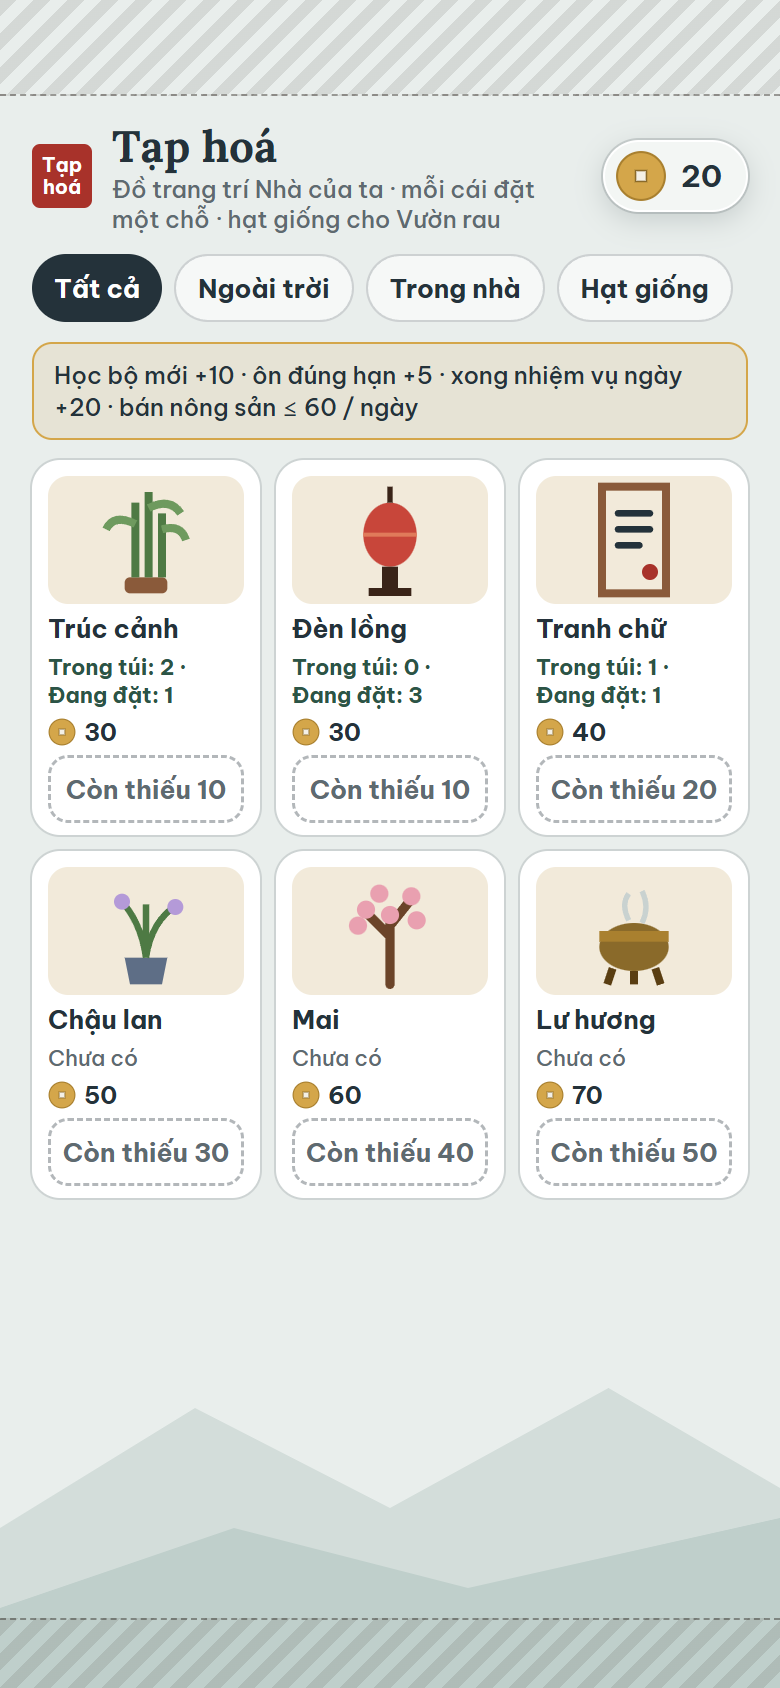 Tạp
hoá
Tạp hoá
Đồ trang trí Nhà của ta · mỗi cái đặt
một chỗ · hạt giống cho Vườn rau
20
Tất cả
Ngoài trời
Trong nhà
Hạt giống
Học bộ mới +10 · ôn đúng hạn +5 · xong nhiệm vụ ngày
+20 · bán nông sản ≤ 60 / ngày
Trúc cảnh
Trong túi: 2 ·
Đang đặt: 1
30
Còn thiếu 10
Đèn lồng
Trong túi: 0 ·
Đang đặt: 3
30
Còn thiếu 10
Tranh chữ
Trong túi: 1 ·
Đang đặt: 1
40
Còn thiếu 20
Chậu lan
Chưa có
50
Còn thiếu 30
Mai
Chưa có
60
Còn thiếu 40
Lư hương
Chưa có
70
Còn thiếu 50